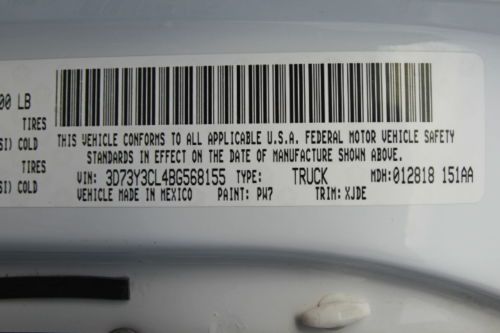 00 LB
TIRES
SI) COLD
TIRES
SI) COLD
THIS VEHICLE CONFORMS TO ALL APPLICABLE U.S.A. FEDERAL MOTOR VEHICLE SAFETY
STANDARDS IN EFFECT ON THE DATE OF MANUFACTURE SHOWN ABOVE.
VIN: 3D73Y3CL4BG568155 TYPE: TRUCK MDH: 012818 151AA
VEHICLE MADE IN MEXICO PAINT: PW7 TRIM: XJDE